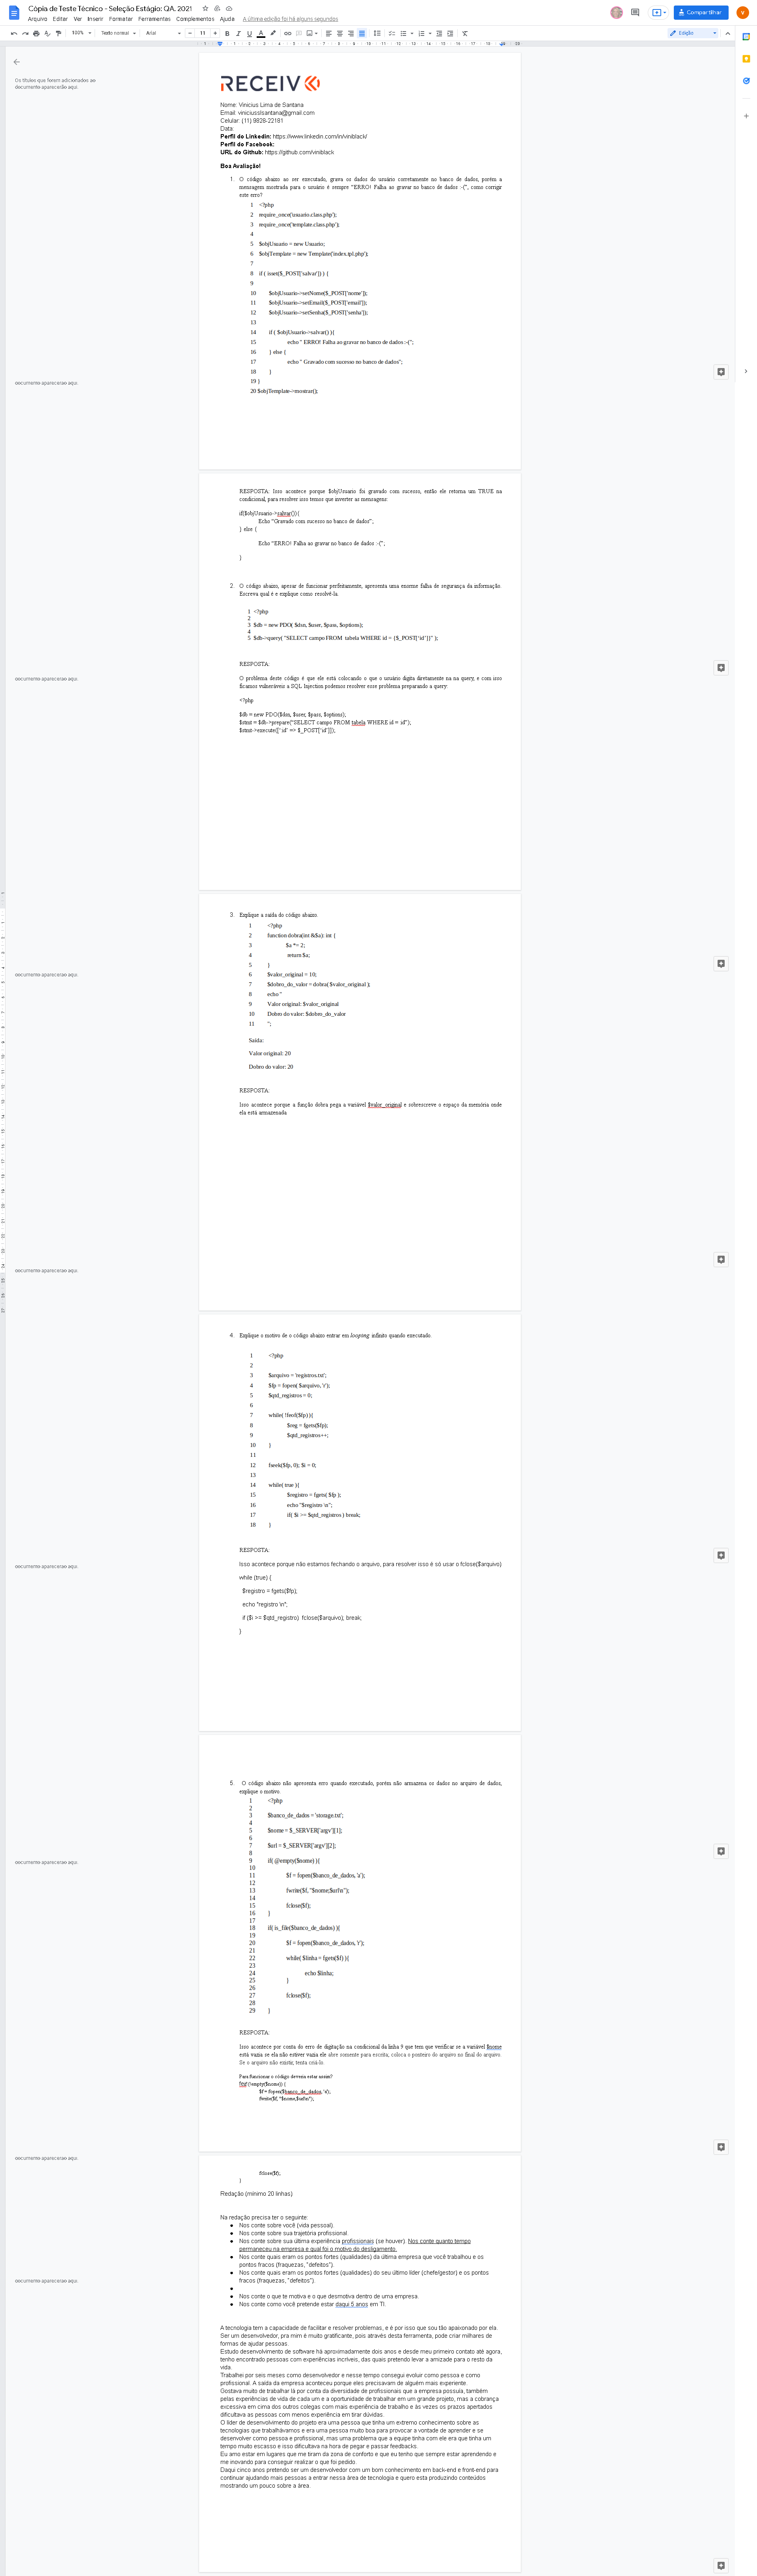 Cópia de Teste Técnico - Seleção Estágio: QA. 2021
Arquivo Editar Ver Inserir Formatar Ferramentas Complementos Ajuda A última edição foi há alguns segundos
Compartilhar
V
100% Texto normal Arial 11 Edição
Os títulos que forem adicionados ao
documento aparecerão aqui.
RECEIV
Nome: Vinicius Lima de Santana
Email: viniciusslsantana@gmail.com
Celular: (11) 9828-22181
Data:
Perfil do Linkedin: https://www.linkedin.com/in/viniblack/
Perfil do Facebook:
URL do Github: https://github.com/viniblack
Boa Avaliação!
1. O código abaixo ao ser executado, grava os dados do usuário corretamente no banco de dados, porém a
mensagem mostrada para o usuário é sempre "ERRO! Falha ao gravar no banco de dados :-(", como corrigir
este erro?
1 <?php
2 require_once('usuario.class.php');
3 require_once('template.class.php');
4
5 $objUsuario = new Usuario;
6 $objTemplate = new Template('index.tpl.php');
7
8 if ( isset($_POST['salvar']) ) {
9
10 $objUsuario->setNome($_POST['nome']);
11 $objUsuario->setEmail($_POST['email']);
12 $objUsuario->setSenha($_POST['senha']);
13
14 if ( $objUsuario->salvar() ){
15 echo " ERRO! Falha ao gravar no banco de dados :-(";
16 } else {
17 echo " Gravado com sucesso no banco de dados";
18 }
19 }
20 $objTemplate->mostrar();
documento aparecerão aqui.
RESPOSTA: Isso acontece porque $objUsuario foi gravado com sucesso, então ele retorna um TRUE na
condicional, para resolver isso temos que inverter as mensagens:
if($objUsuario->salvar()){
Echo "Gravado com sucesso no banco de dados";
} else {
Echo "ERRO! Falha ao gravar no banco de dados :-(";
}
2. O código abaixo, apesar de funcionar perfeitamente, apresenta uma enorme falha de segurança da informação.
Escreva qual é e explique como resolvê-la.
1 <?php
2
3 $db = new PDO( $dsn, $user, $pass, $options);
4
5 $db->query( "SELECT campo FROM tabela WHERE id = {$_POST['id']}" );
RESPOSTA:
documento aparecerão aqui.
O problema deste código é que ele está colocando o que o usuário digita diretamente na na query, e com isso
ficamos vulneráveis a SQL Injection podemos resolver esse problema preparando a query:
<?php
$db = new PDO($dsn, $user, $pass, $options);
$stmt = $db->prepare("SELECT campo FROM tabela WHERE id = id");
$stmt->execute([''id" => $_POST['id']]);
3. Explique a saída do código abaixo.
1 <?php
2 function dobra(int &$a): int {
3 $a *= 2;
4 return $a;
5 }
6 $valor_original = 10;
7 $dobro_do_valor = dobra( $valor_original );
8 echo "
9 Valor original: $valor_original
10 Dobro do valor: $dobro_do_valor
11 ";
documento aparecerão aqui.
Saída:
Valor original: 20
Dobro do valor: 20
RESPOSTA:
Isso acontece porque a função dobra pega a variável $valor_original e sobrescreve o espaço da memória onde
ela está armazenada
documento aparecerão aqui.
4. Explique o motivo de o código abaixo entrar em loopong infinito quando executado.
1 <?php
2
3 $arquivo = 'registros.txt';
4 $fp = fopen( $arquivo, 'r');
5 $qtd_registros = 0;
6
7 while( !feof($fp) ){
8 $reg = fgets($fp);
9 $qtd_registros++;
10 }
11
12 fseek($fp, 0); $i = 0;
13
14 while( true ){
15 $registro = fgets( $fp );
16 echo "$registro \n";
17 if( $i >= $qtd_registros ) break;
18 }
RESPOSTA:
Isso acontece porque não estamos fechando o arquivo, para resolver isso é só usar o fclose($arquivo)
documento aparecerão aqui.
while (true) {
$registro = fgets($fp);
echo "registro \n";
if ($i >= $qtd_registro) fclose($arquivo); break;
}
5. O código abaixo não apresenta erro quando executado, porém não armazena os dados no arquivo de dados,
explique o motivo.
1 <?php
2
3 $banco_de_dados = 'storage.txt';
4
5 $nome = $_SERVER['argv'][1];
6
7 $url = $_SERVER['argv'][2];
8
9 if( @empty($nome) ){
documento aparecerão aqui.
10
11 $f = fopen($banco_de_dados, 'a');
12
13 fwrite($f, "$nome;$url\n");
14
15 fclose($f);
16 }
17
18 if( is_file($banco_de_dados) ){
19
20 $f = fopen($banco_de_dados, 'r');
21
22 while( $linha = fgets($f) ){
23
24 echo $linha;
25 }
26
27 fclose($f);
28
29 }
RESPOSTA:
Isso acontece por conta do erro de digitação na condicional da linha 9 que tem que verificar se a variável $nome
está vazia se ela não estiver vazia ele abre somente para escrita; coloca o ponteiro do arquivo no final do arquivo.
Se o arquivo não existir, tenta criá-lo.
Para funcionar o código deveria estar assim?
(!empty($nome)) {
$f = fopen($banco_de_dados, 'a');
fwrite($f, "$nome;$url\n");
documento aparecerão aqui.
fclose($f);
}
Redação (mínimo 20 linhas)
Na redação precisa ter o seguinte:
● Nos conte sobre você (vida pessoal).
● Nos conte sobre sua trajetória profissional.
● Nos conte sobre sua última experiência profissionais (se houver). Nos conte quanto tempo
permaneceu na empresa e qual foi o motivo do desligamento.
● Nos conte quais eram os pontos fortes (qualidades) da última empresa que você trabalhou e os
pontos fracos (fraquezas, "defeitos").
● Nos conte quais eram os pontos fortes (qualidades) do seu último líder (chefe/gestor) e os pontos
fracos (fraquezas, "defeitos").
●
● Nos conte o que te motiva e o que desmotiva dentro de uma empresa.
● Nos conte como você pretende estar daqui 5 anos em TI.
documento aparecerão aqui.
A tecnologia tem a capacidade de facilitar e resolver problemas, e é por isso que sou tão apaixonado por ela.
Ser um desenvolvedor, pra mim é muito gratificante, pois através desta ferramenta, pode criar milhares de
formas de ajudar pessoas.
Estudo desenvolvimento de software há aproximadamente dois anos e desde meu primeiro contato até agora,
tenho encontrado pessoas com experiências incríveis, das quais pretendo levar a amizade para o resto da
vida.
Trabalhei por seis meses como desenvolvedor e nesse tempo consegui evoluir como pessoa e como
profissional. A saída da empresa aconteceu porque eles precisavam de alguém mais experiente.
Gostava muito de trabalhar lá por conta da diversidade de profissionais que a empresa possuía, também
pelas experiências de vida de cada um e a oportunidade de trabalhar em um grande projeto, mas a cobrança
excessiva em cima dos outros colegas com mais experiência de trabalho e às vezes os prazos apertados
dificultava as pessoas com menos experiência em tirar dúvidas.
O líder de desenvolvimento do projeto era uma pessoa que tinha um extremo conhecimento sobre as
tecnologias que trabalhávamos e era uma pessoa muito boa para provocar a vontade de aprender e se
desenvolver como pessoa e profissional, mas uma problema que a equipe tinha com ele era que tinha um
tempo muito escasso e isso dificultava na hora de pegar e passar feedbacks.
Eu amo estar em lugares que me tiram da zona de conforto e que eu tenho que sempre estar aprendendo e
me inovando para conseguir realizar o que foi pedido.
Daqui cinco anos pretendo ser um desenvolvedor com um bom conhecimento em back-end e front-end para
continuar ajudando mais pessoas a entrar nessa área de tecnologia e quero esta produzindo conteúdos
mostrando um pouco sobre a área.